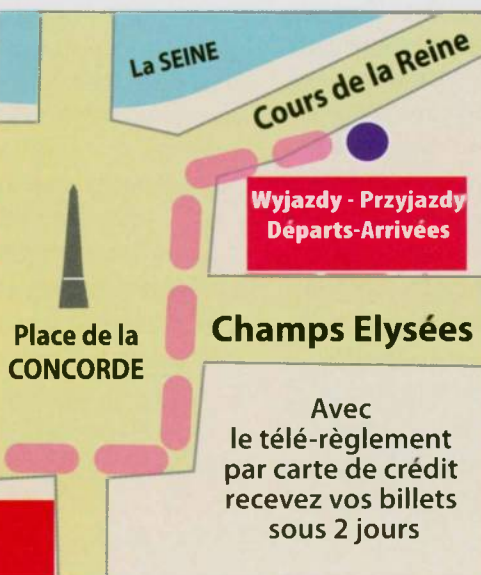 La SEINE
Cours de la Reine
Wyjazdy - Przyjazdy
Départs-Arrivées
Champs Elysées
Place de la
CONCORDE
Avec
le télé-règlement
par carte de crédit
recevez vos billets
sous 2 jours